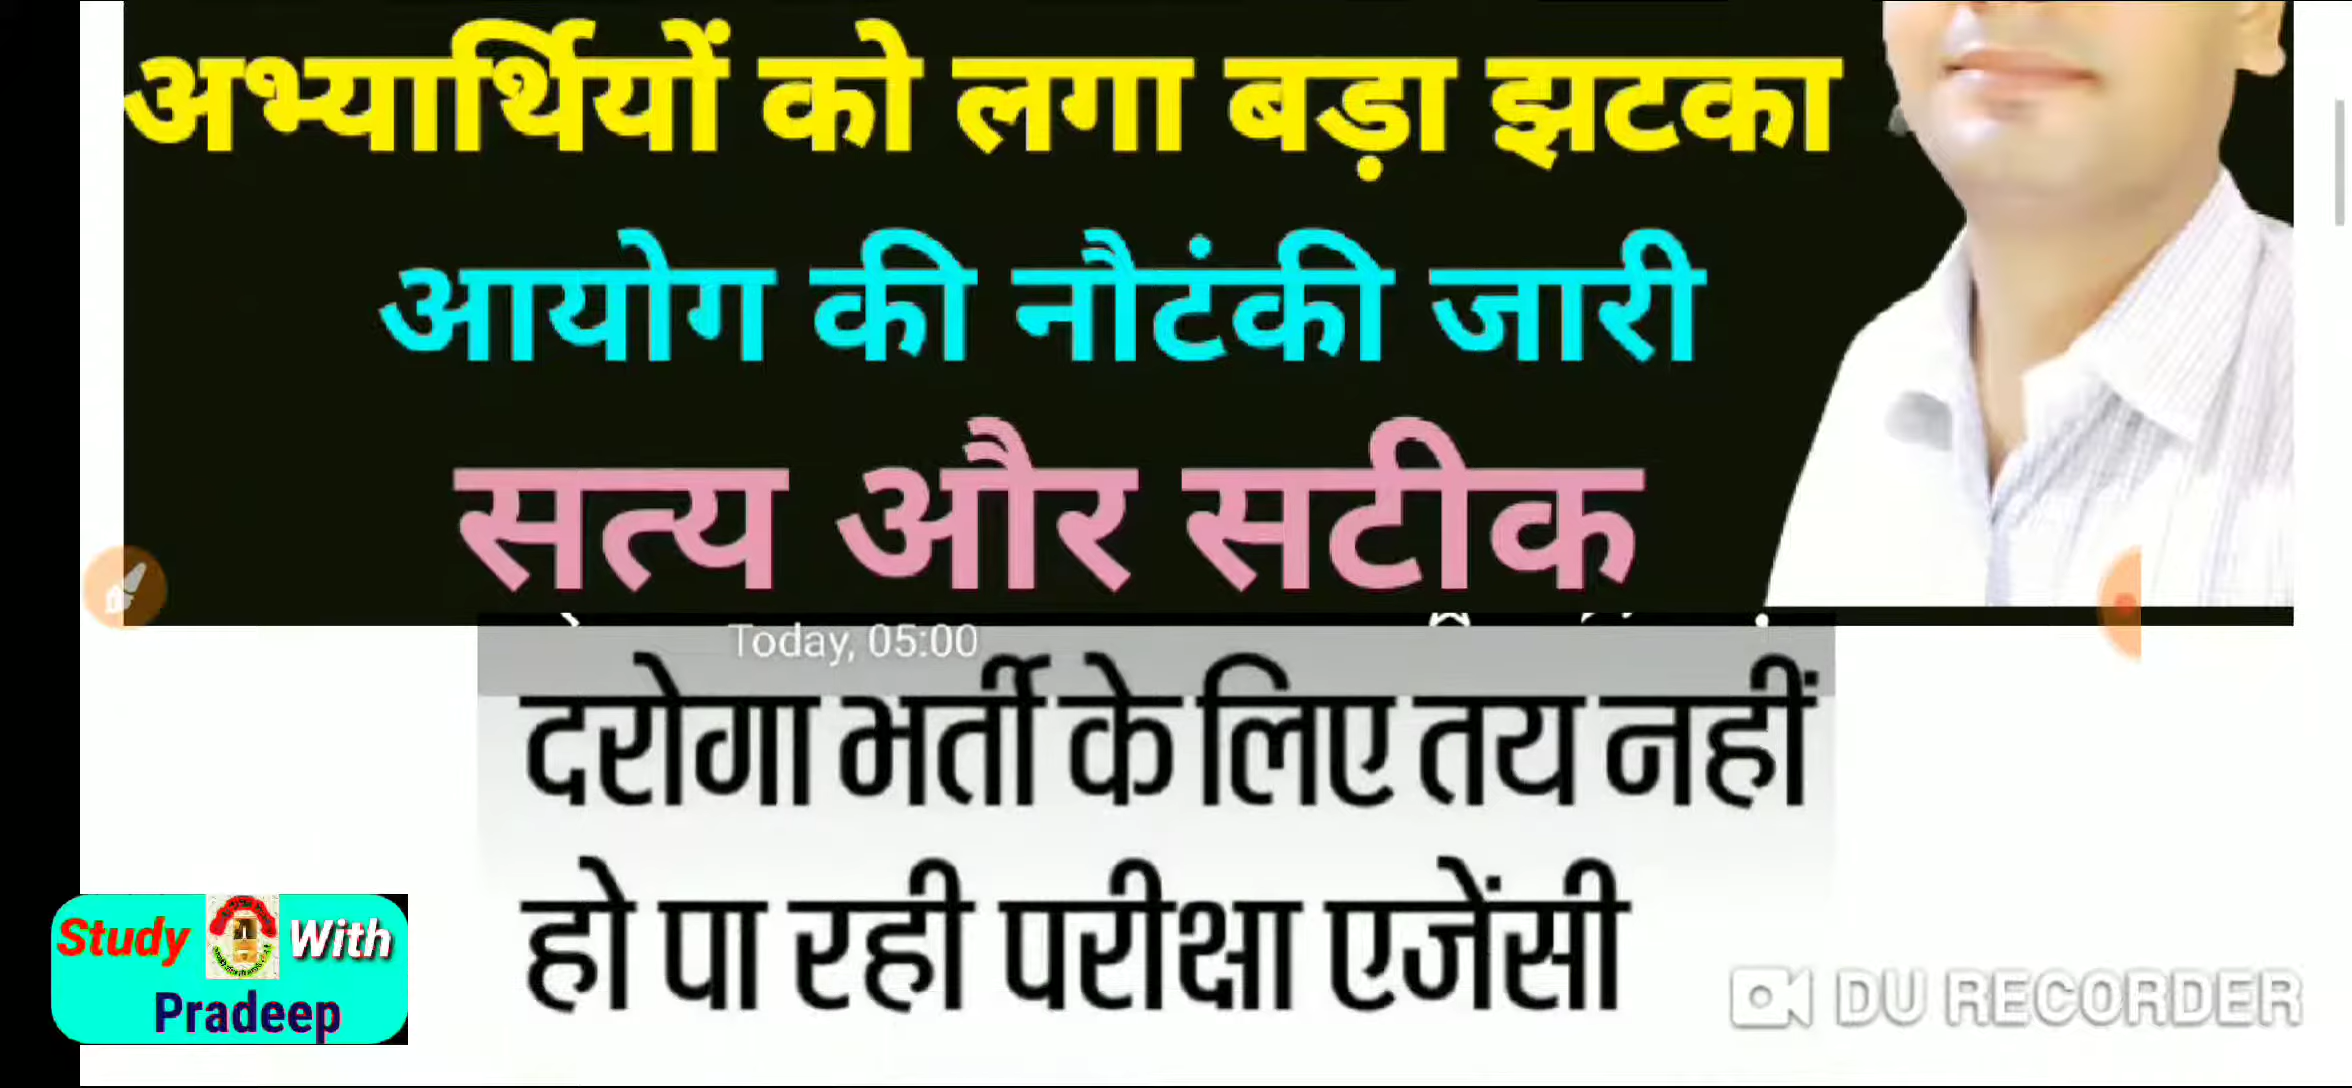 अभ्यार्थियों को लगा बड़ा झटका
आयोग की नौटंकी जारी
सत्य और सटीक
Today, 05:00
दरोगा भर्ती के लिए तय नहीं
हो पा रही परीक्षा एजेंसी
Study With
Pradeep
DU RECORDER